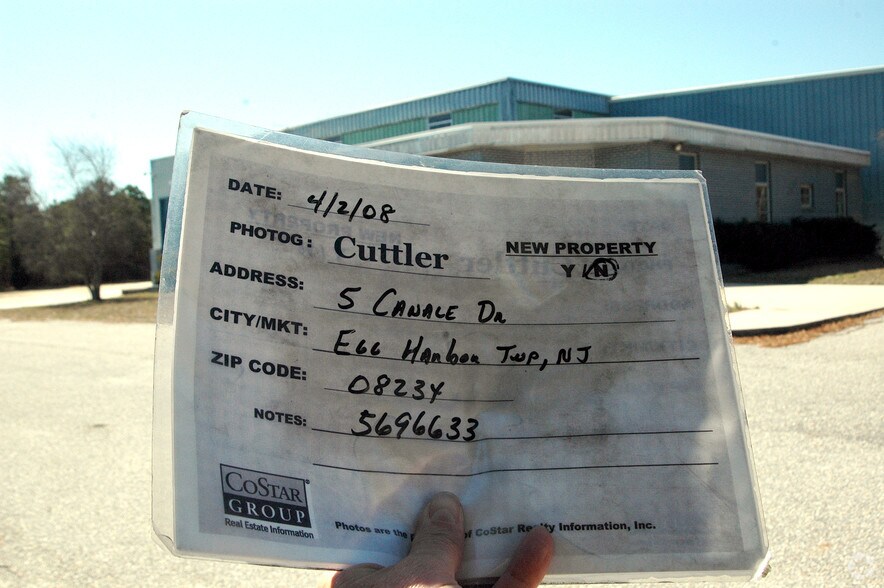 DATE: 4/2/08
PHOTOG: Cuttler
NEW PROPERTY
Y / N
ADDRESS: 5 CANALE DR
CITY/MKT: EGG HARBOR TWP, NJ
ZIP CODE: 08234
NOTES: 5696633
COSTAR GROUP®
Real Estate Information
Photos are the of CoStar Realty Information, Inc.